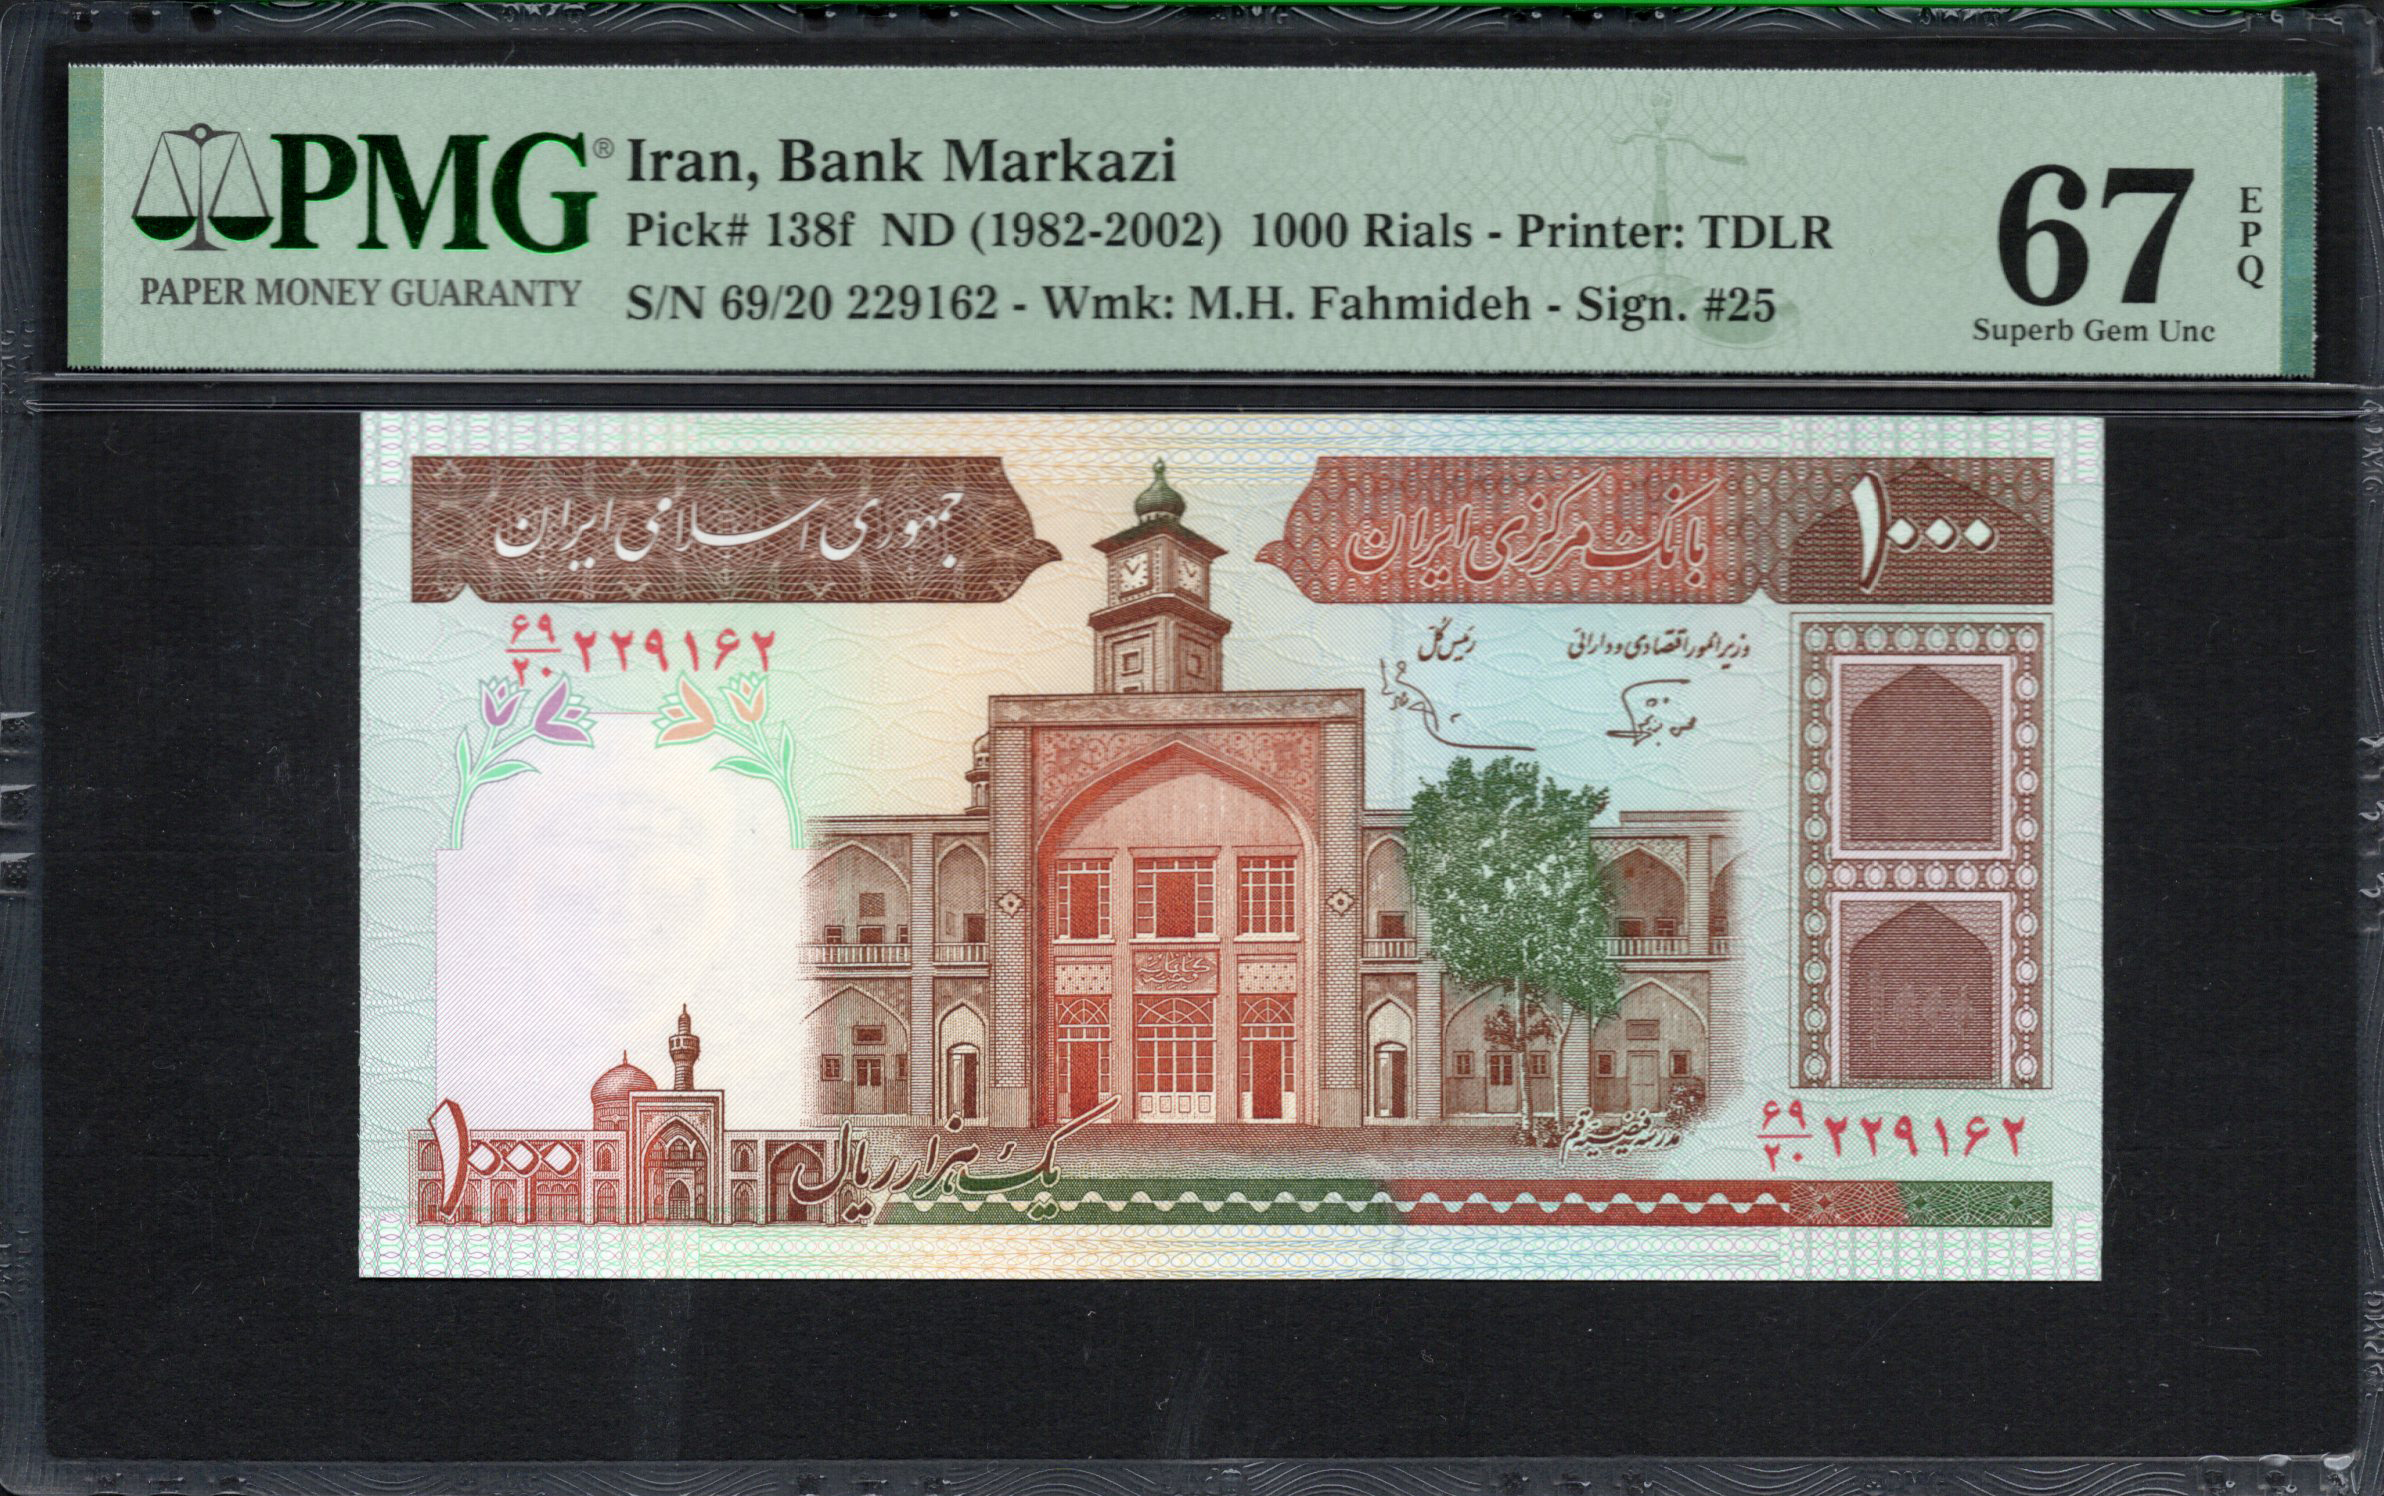 PMG®
PAPER MONEY GUARANTY
Iran, Bank Markazi
Pick# 138f ND (1982-2002) 1000 Rials - Printer: TDLR
S/N 69/20 229162 - Wmk: M.H. Fahmideh - Sign. #25
67
EPQ
Superb Gem Unc
جمهوری اسلامی ایران
بانک مرکزی ایران
۱۰۰۰
۶۹/۲۰ ۲۲۹۱۶۲
وزیر امور اقتصادی و دارائی
رئیس کل
کتابخانه
مدرسه فیضیه قم
۶۹/۲۰ ۲۲۹۱۶۲
۱۰۰۰
یک هزار ریال